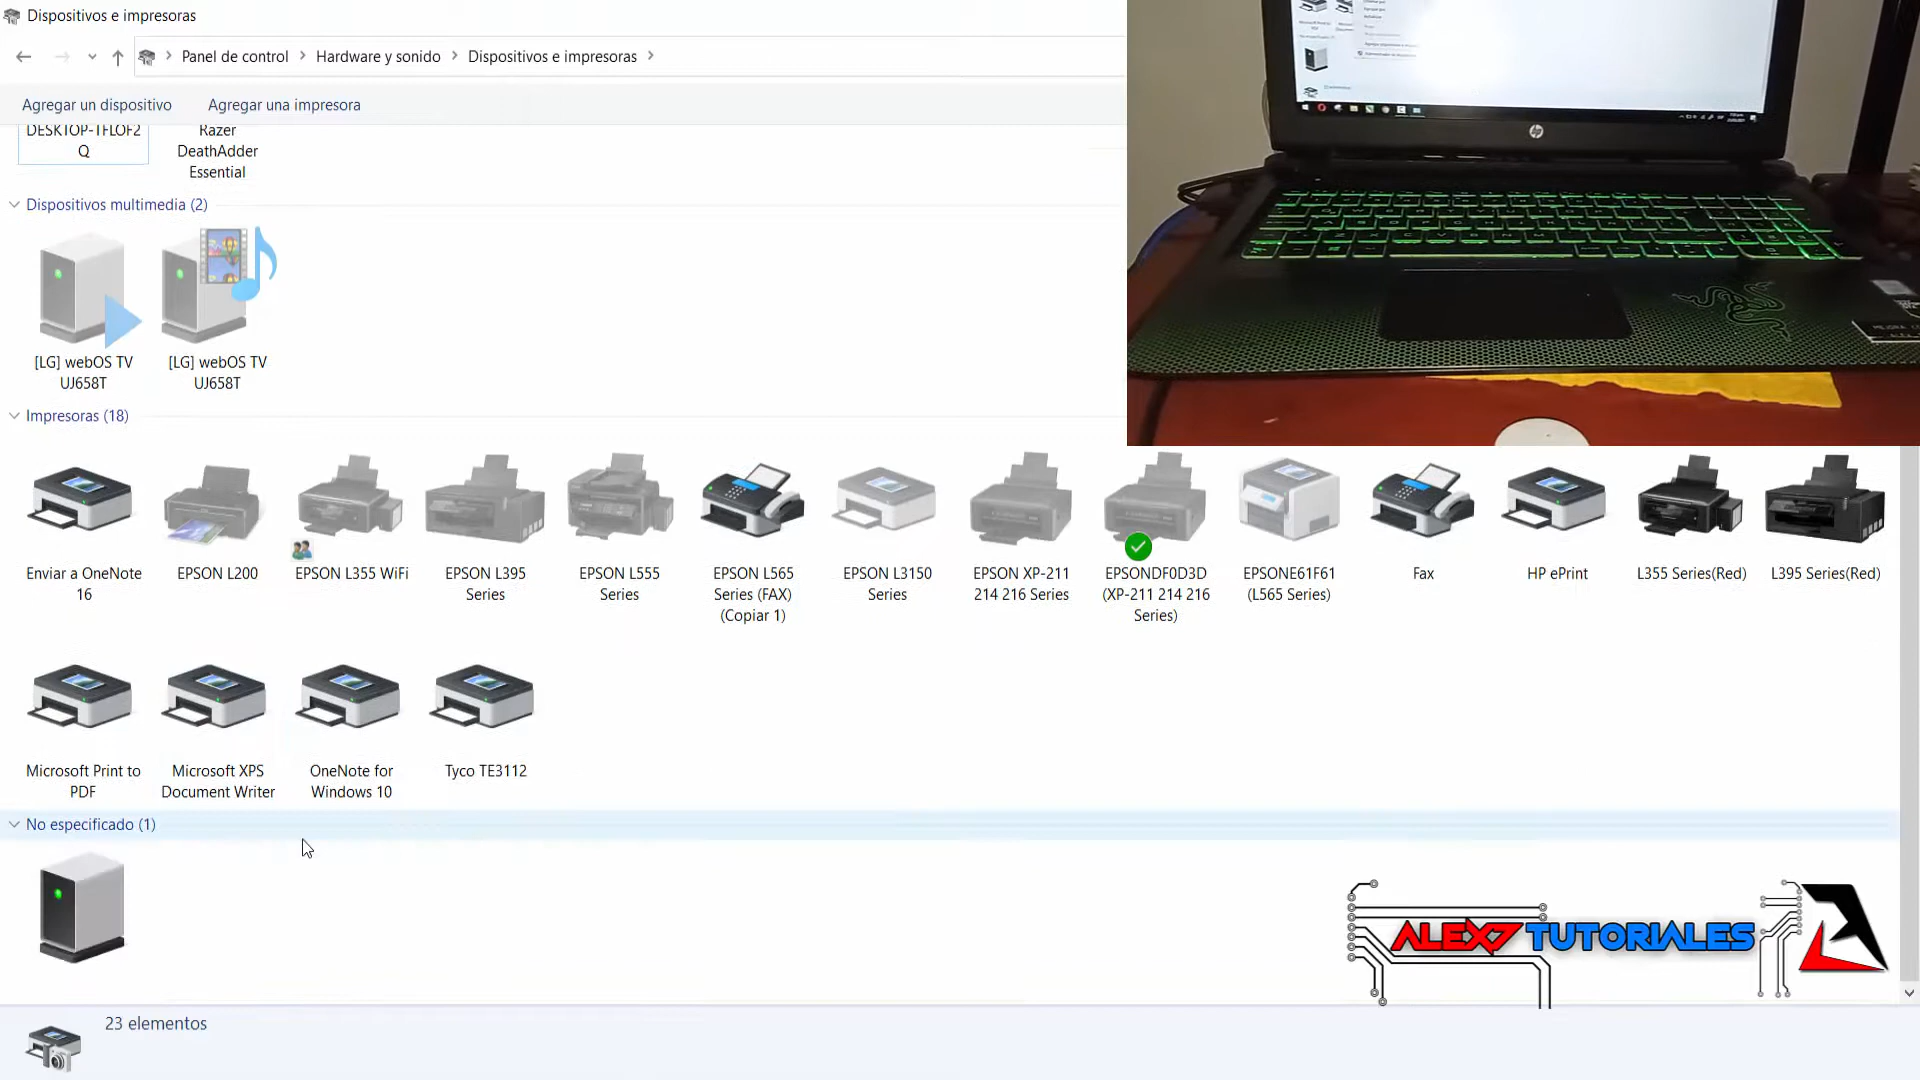 Dispositivos e impresoras
Panel de control
Hardware y sonido
Dispositivos e impresoras
Agregar un dispositivo
Agregar una impresora
DESKTOP-TFLOF2
Q
Razer
DeathAdder
Essential
Dispositivos multimedia (2)
[LG] webOS TV
UJ658T
[LG] webOS TV
UJ658T
Impresoras (18)
Enviar a OneNote
16
EPSON L200
EPSON L355 WiFi
EPSON L395
Series
EPSON L555
Series
EPSON L565
Series (FAX)
(Copiar 1)
EPSON L3150
Series
EPSON XP-211
214 216 Series
EPSONDF0D3D
(XP-211 214 216
Series)
EPSONE61F61
(L565 Series)
Fax
HP ePrint
L355 Series(Red)
L395 Series(Red)
Microsoft Print to
PDF
Microsoft XPS
Document Writer
OneNote for
Windows 10
Tyco TE3112
No especificado (1)
ALEX7 TUTORIALES
23 elementos
hp